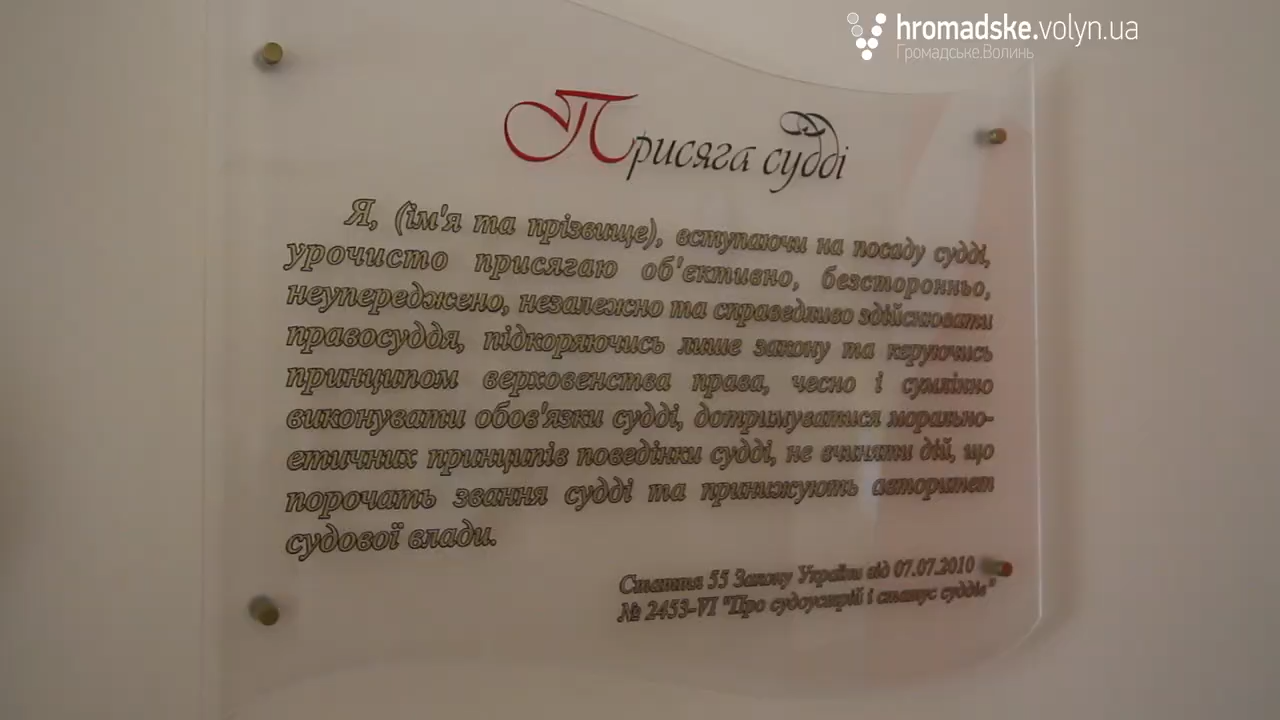 hromadske.volyn.ua
Громадське.Волинь
Присяга судді
Я, (ім'я та прізвище), вступаючи на посаду судді,
урочисто присягаю об'єктивно, безсторонньо,
неупереджено, незалежно та справедливо здійснювати
правосуддя, підкоряючись лише закону та керуючись
принципом верховенства права, чесно і сумлінно
виконувати обов'язки судді, дотримуватися морально-
етичних принципів поведінки судді, не вчиняти дій, що
порочать звання судді та принижують авторитет
судової влади.
Стаття 55 Закону України від 07.07.2010
№ 2453-VI "Про судоустрій і статус суддів"